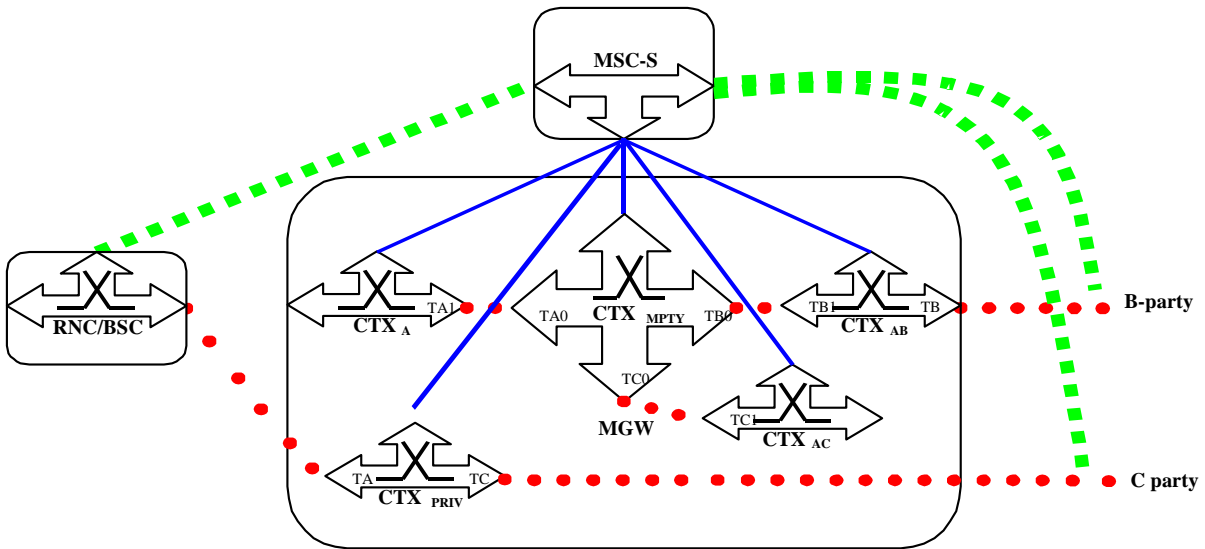 MSC-S
B-party
TA1
TA0
CTX MPTY
TB0
TB1
TB
RNC/BSC
CTX A
CTX AB
TC0
MGW
TC1
CTX AC
TA
TC
CTX PRIV
C party